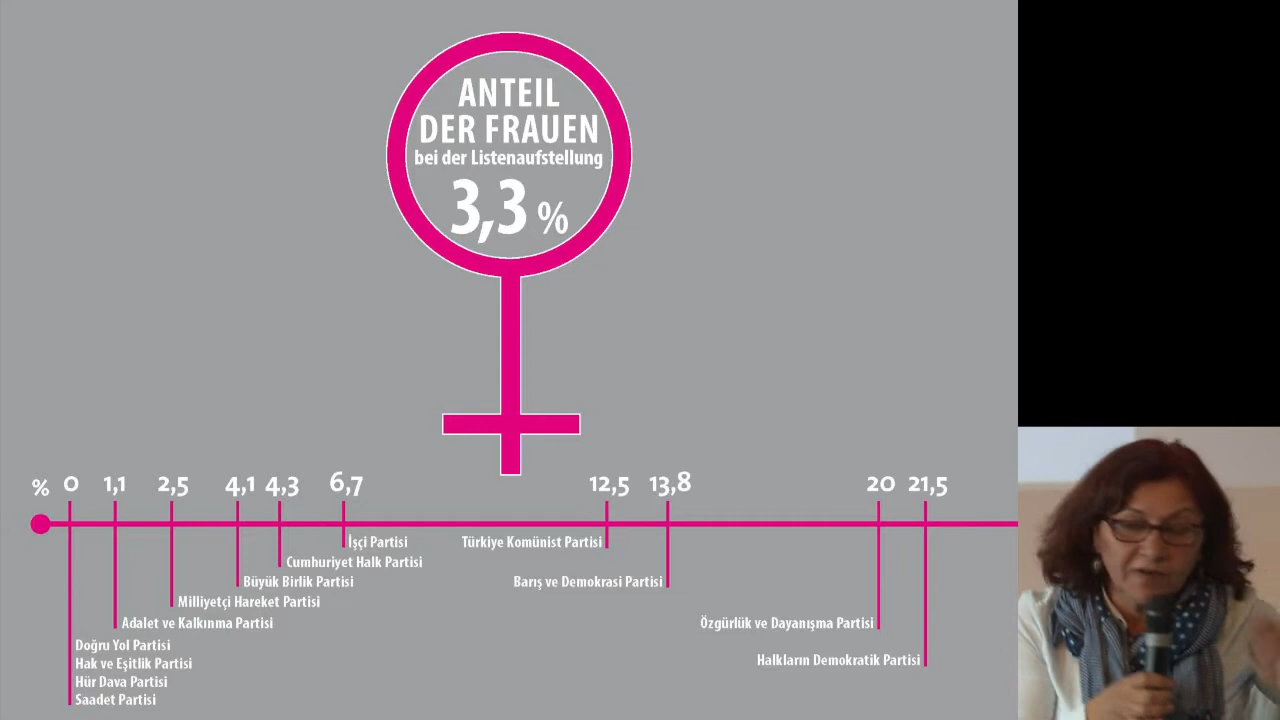 ANTEIL
DER FRAUEN
bei der Listenaufstellung
3,3 %
% 0 1,1 2,5 4,1 4,3 6,7 12,5 13,8 20 21,5
İşçi Partisi
Türkiye Komünist Partisi
Cumhuriyet Halk Partisi
Büyük Birlik Partisi
Barış ve Demokrasi Partisi
Milliyetçi Hareket Partisi
Adalet ve Kalkınma Partisi
Özgürlük ve Dayanışma Partisi
Doğru Yol Partisi
Halkların Demokratik Partisi
Hak ve Eşitlik Partisi
Hür Dava Partisi
Saadet Partisi